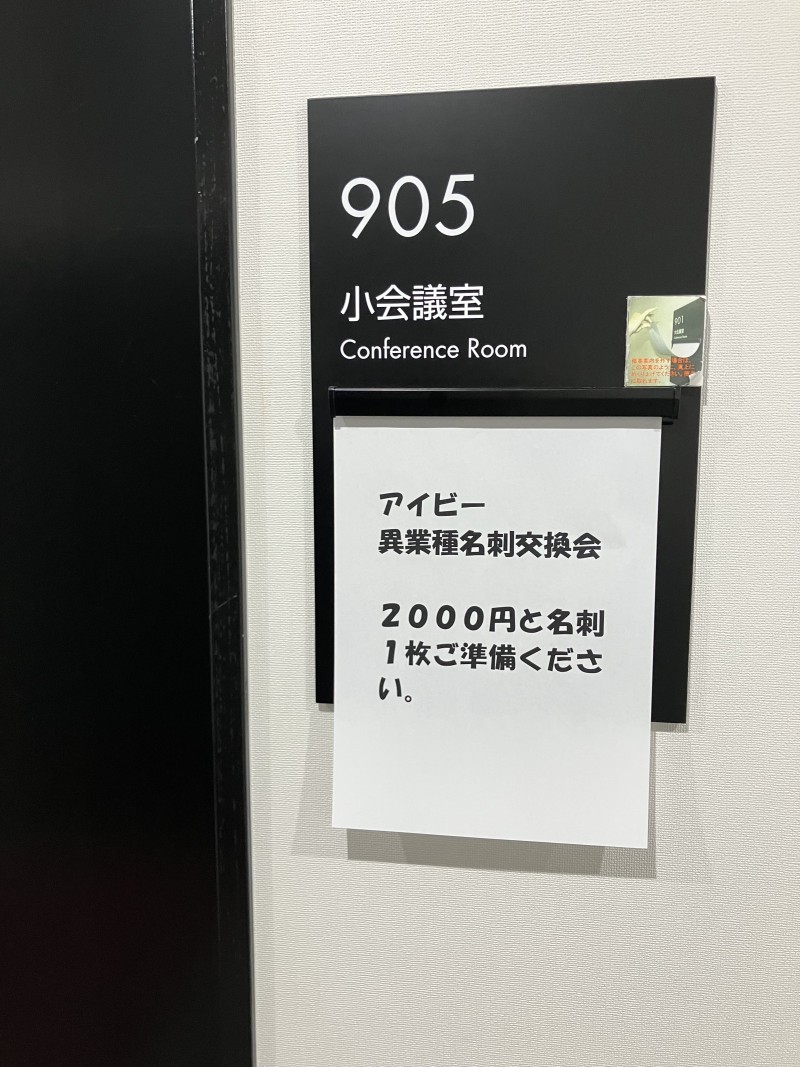 905
小会議室
Conference Room
901
アイビー
異業種名刺交換会
2000円と名刺
1枚ご準備くださ
い。